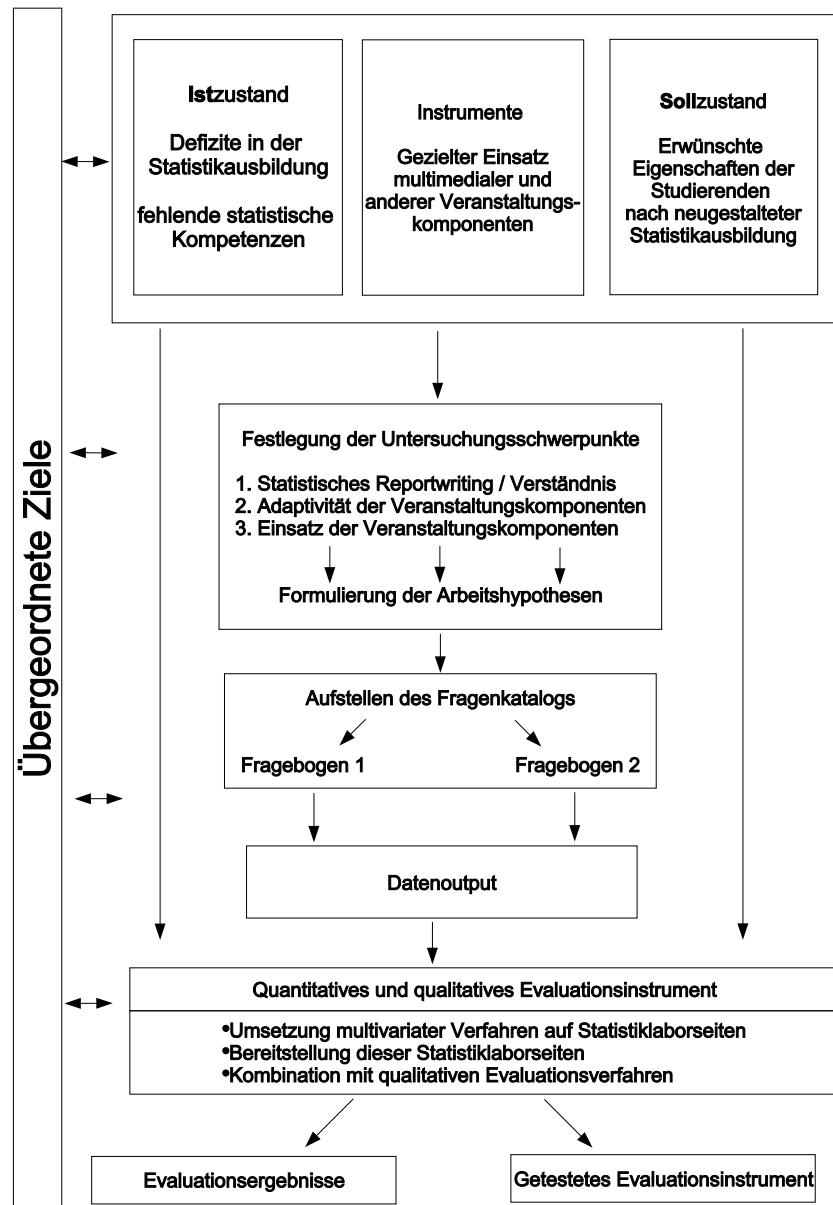 Übergeordnete Ziele
Istzustand
Defizite in der
Statistikausbildung
fehlende statistische
Kompetenzen
Instrumente
Gezielter Einsatz
multimedialer und
anderer Veranstaltungs-
komponenten
Sollzustand
Erwünschte
Eigenschaften der
Studierenden
nach neugestalteter
Statistikausbildung
Festlegung der Untersuchungsschwerpunkte
1. Statistisches Reportwriting / Verständnis
2. Adaptivität der Veranstaltungskomponenten
3. Einsatz der Veranstaltungskomponenten
Formulierung der Arbeitshypothesen
Aufstellen des Fragenkatalogs
Fragebogen 1
Fragebogen 2
Datenoutput
Quantitatives und qualitatives Evaluationsinstrument
•Umsetzung multivariater Verfahren auf Statistiklaborseiten
•Bereitstellung dieser Statistiklaborseiten
•Kombination mit qualitativen Evaluationsverfahren
Evaluationsergebnisse
Getestetes Evaluationsinstrument